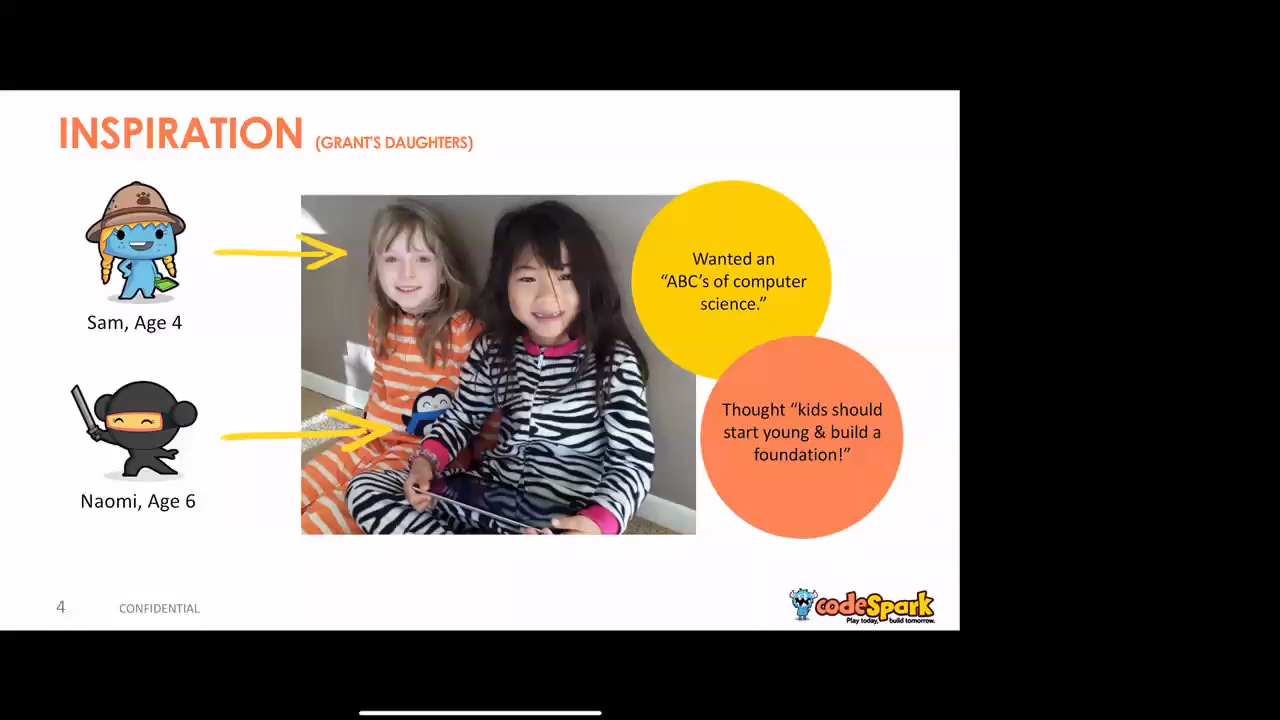 INSPIRATION (GRANT'S DAUGHTERS)
Sam, Age 4
Naomi, Age 6
Wanted an
“ABC’s of computer
science.”
Thought “kids should
start young & build a
foundation!”
4 CONFIDENTIAL
codeSpark
Play today, build tomorrow.